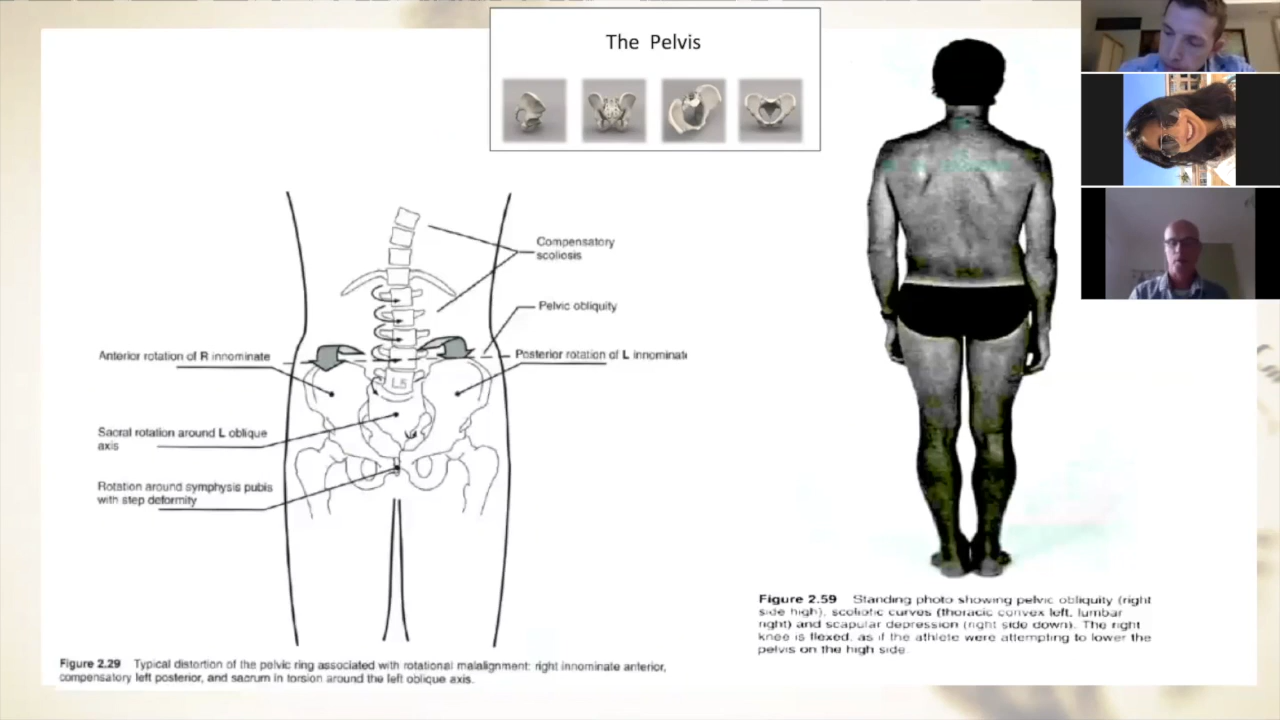 The Pelvis
Compensatory
scoliosis
Pelvic obliquity
Anterior rotation of R innominate
Posterior rotation of L innominate
L5
Sacral rotation around L oblique
axis
Rotation around symphysis pubis
with step deformity
Figure 2.29 Typical distortion of the pelvic ring associated with rotational malalignment: right innominate anterior,
compensatory left posterior, and sacrum in torsion around the left oblique axis.
Figure 2.59 Standing photo showing pelvic obliquity (right
side high), scoliotic curves (thoracic convex left, lumbar
right) and scapular depression (right side down). The right
knee is flexed, as if the athlete were attempting to lower the
pelvis on the high side.